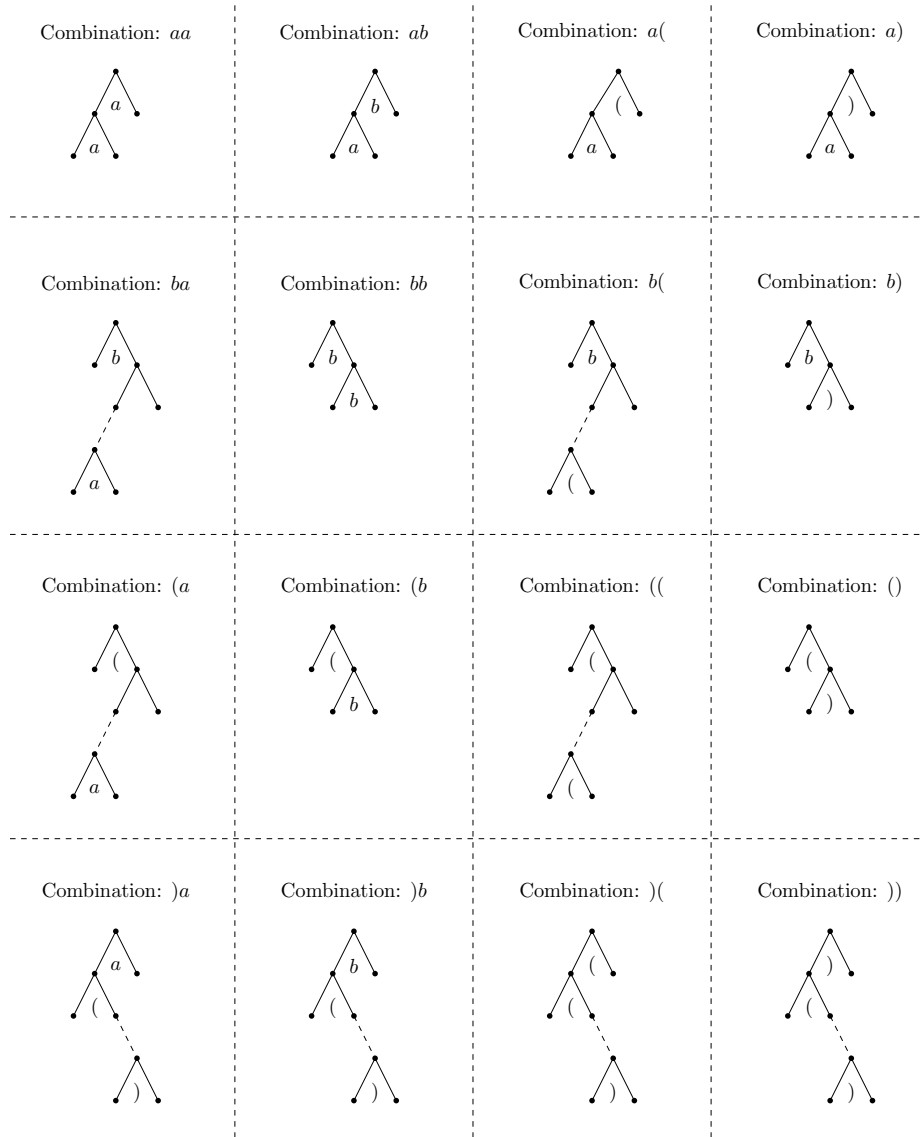 Combination: aa Combination: ab Combination: a( Combination: a)
a b ( )
a a a a
Combination: ba Combination: bb Combination: b( Combination: b)
b b b b
b )
a (
Combination: (a Combination: (b Combination: (( Combination: ()
( ( ( (
b )
a (
Combination: )a Combination: )b Combination: )( Combination: ))
a b ( )
( ( ( (
) ) ) )